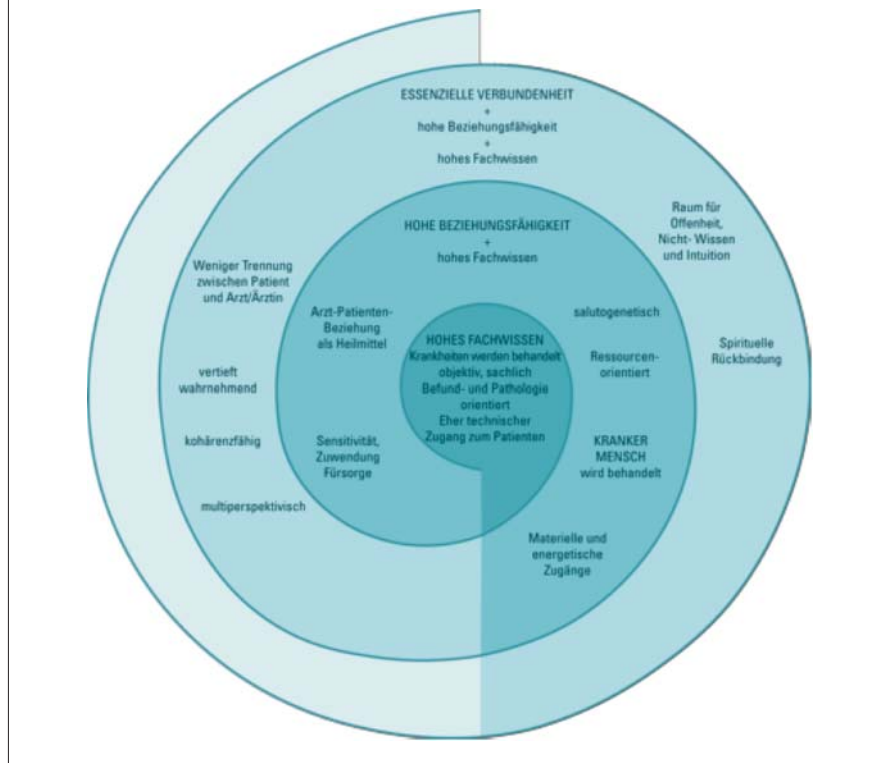 ESSENZIELLE VERBUNDENHEIT
+
hohe Beziehungsfähigkeit
+
hohes Fachwissen
Raum für
Offenheit,
Nicht- Wissen
und Intuition
HOHE BEZIEHUNGSFÄHIGKEIT
+
hohes Fachwissen
Weniger Trennung
zwischen Patient
und Arzt/Ärztin
Arzt-Patienten-
Beziehung
als Heilmittel
salutogenetisch
HOHES FACHWISSEN
Krankheiten werden behandelt
objektiv, sachlich
Befund- und Pathologie
orientiert
Eher technischer
Zugang zum Patienten
Ressourcen-
orientiert
Spirituelle
Rückbindung
vertieft
wahrnehmend
kohärenzfähig
Sensitivität,
Zuwendung
Fürsorge
KRANKER
MENSCH
wird behandelt
multiperspektivisch
Materielle und
energetische
Zugänge